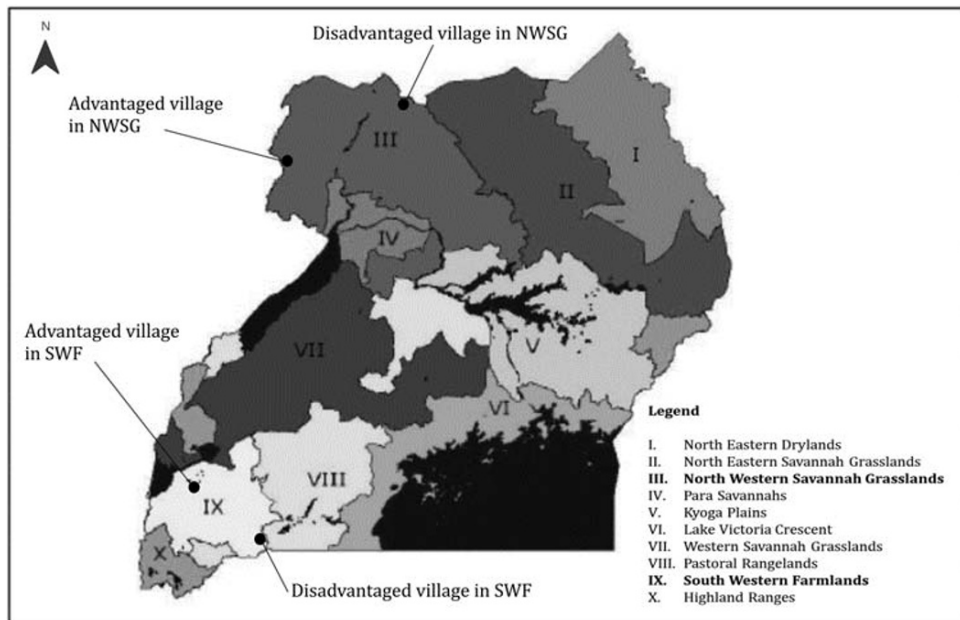 N
Disadvantaged village in NWSG
Advantaged village
in NWSG
III
I
II
IV
Advantaged village
in SWF
VII
V
VI
VIII
IX
X
Disadvantaged village in SWF
Legend
I. North Eastern Drylands
II. North Eastern Savannah Grasslands
III. North Western Savannah Grasslands
IV. Para Savannahs
V. Kyoga Plains
VI. Lake Victoria Crescent
VII. Western Savannah Grasslands
VIII. Pastoral Rangelands
IX. South Western Farmlands
X. Highland Ranges